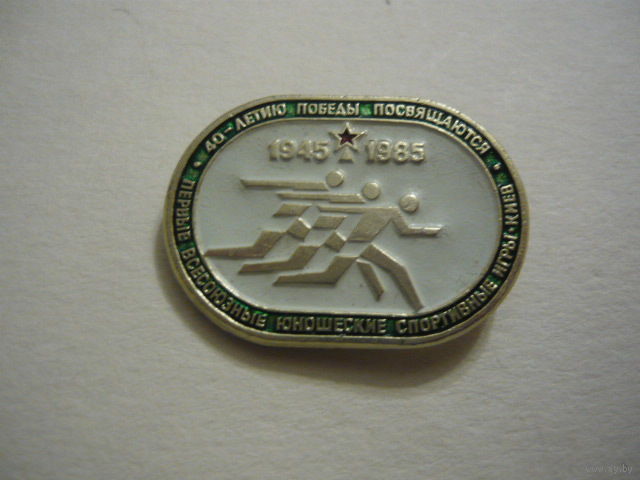 40-ЛЕТИЮ ПОБЕДЫ ПОСВЯЩАЮТСЯ
1945 1985
ПЕРВЫЕ ВСЕСОЮЗНЫЕ ЮНОШЕСКИЕ СПОРТИВНЫЕ ИГРЫ·КИЕВ